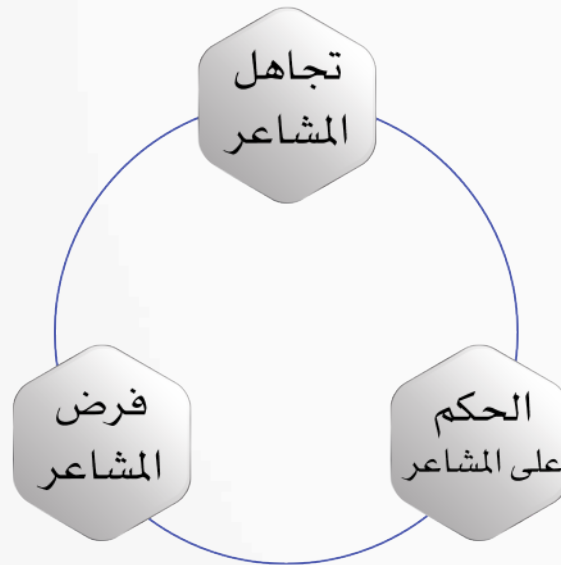 تجاهل
المشاعر
الحكم
على المشاعر
فرض
المشاعر